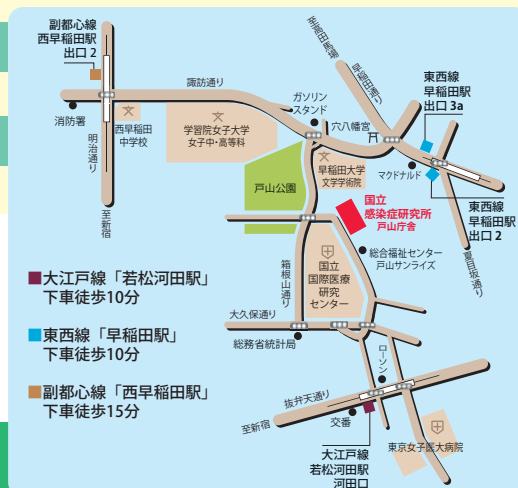 副都心線
西早稲田駅
出口 2
至高田馬場
早稲田通り
東西線
早稲田駅
出口 3a
諏訪通り
ガソリン
スタンド
穴八幡宮
消防署
西早稲田
中学校
学習院女子大学
女子中・高等科
早稲田大学
文学学術院
マクドナルド
明治通り
戸山公園
国立
感染症研究所
戸山庁舎
東西線
早稲田駅
出口 2
至新宿
総合福祉センター
戸山サンライズ
夏目坂通り
国立
国際医療
研究
センター
箱根山通り
■大江戸線「若松河田駅」
下車徒歩10分
大久保通り
総務省統計局
■東西線「早稲田駅」
下車徒歩10分
ローソン
■副都心線「西早稲田駅」
下車徒歩15分
抜弁天通り
至新宿
交番
東京女子医大病院
大江戸線
若松河田駅
河田口